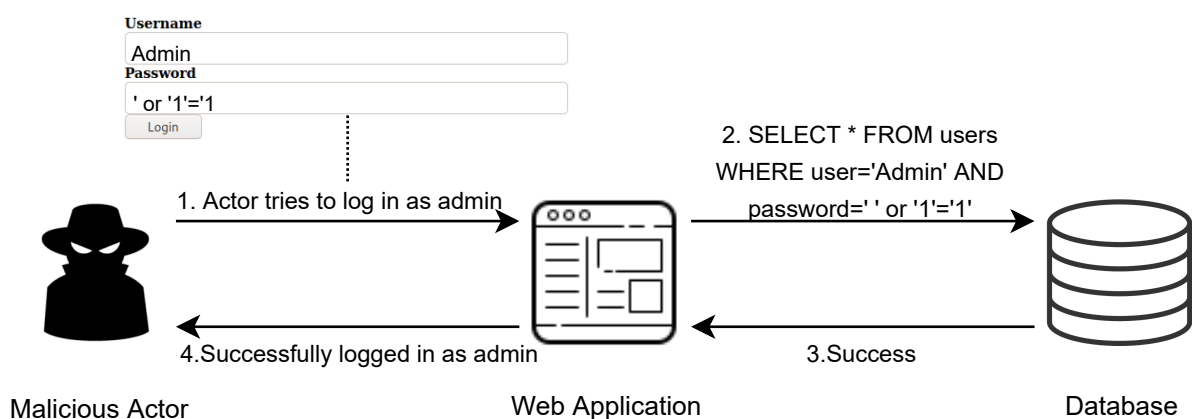 Username
Admin
Password
' or '1'='1
Login
2. SELECT * FROM users
WHERE user='Admin' AND
password=' ' or '1'='1'
1. Actor tries to log in as admin
4.Successfully logged in as admin
3.Success
Malicious Actor
Web Application
Database